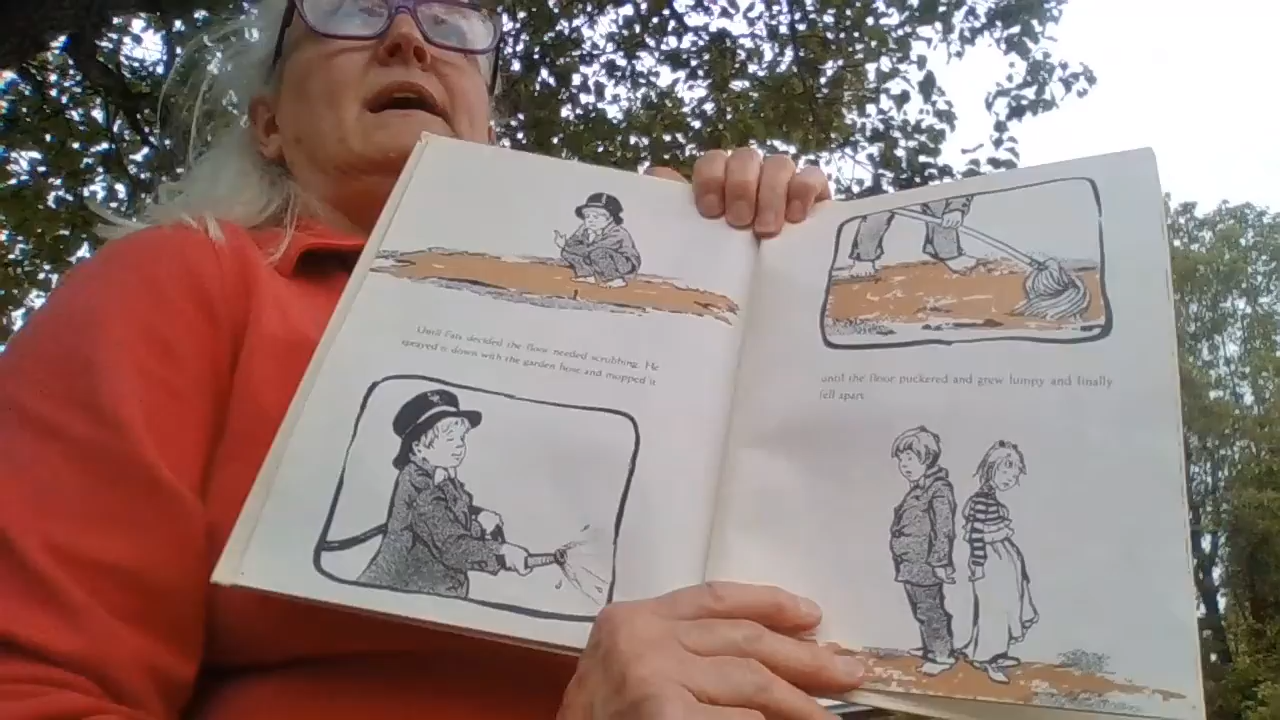 Until Fats decided the floor needed scrubbing. He
sprayed it down with the garden hose and mopped it
until the floor puckered and grew lumpy and finally
fell apart.